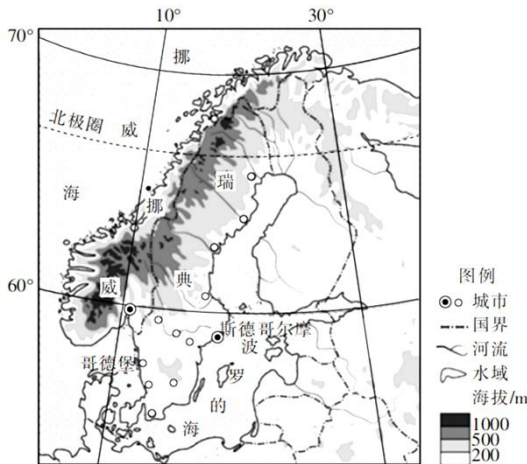 10°
30°
70°
挪
北极圈
威
海
挪
瑞
威
典
60°
斯德哥尔摩
波
哥德堡
罗
的
海
图例
城市
国界
河流
水域
海拔/m
1000
500
200